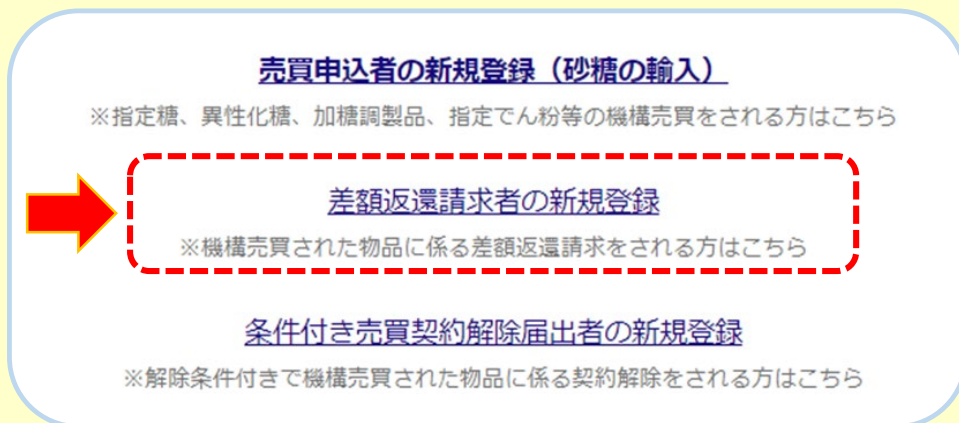 売買申込者の新規登録（砂糖の輸入）
※指定糖、異性化糖、加糖調製品、指定でん粉等の機構売買をされる方はこちら
差額返還請求者の新規登録
※機構売買された物品に係る差額返還請求をされる方はこちら
条件付き売買契約解除届出者の新規登録
※解除条件付きで機構売買された物品に係る契約解除をされる方はこちら